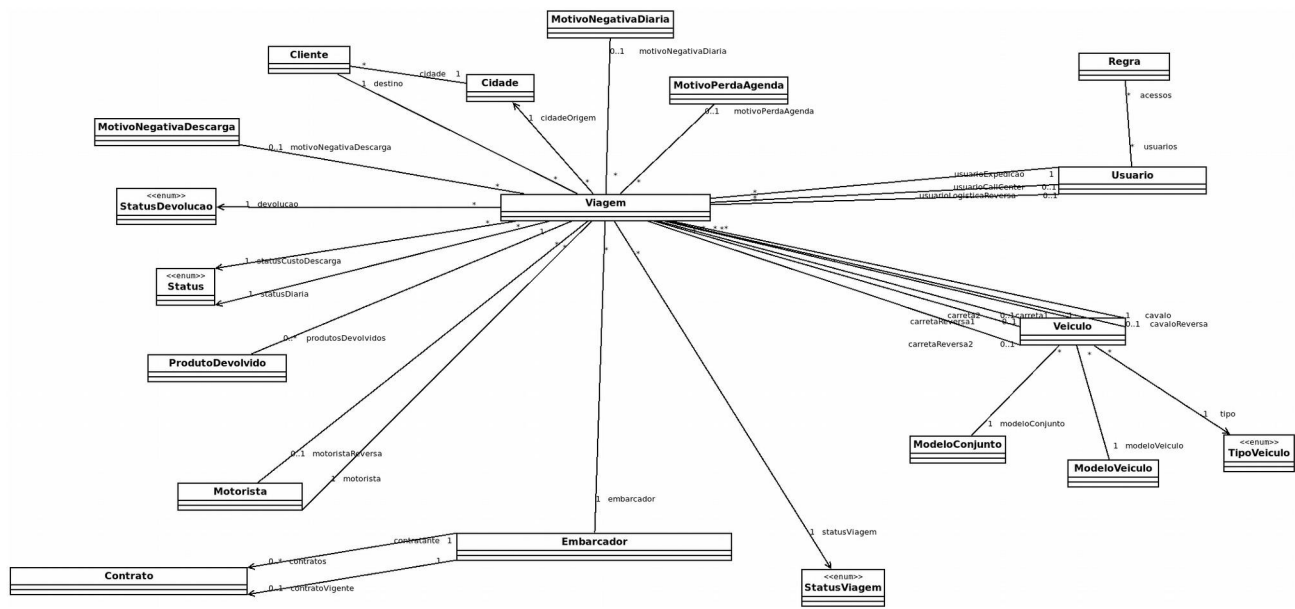 MotivoNegativaDiaria
0..1 motivoNegativaDiaria
Cliente
*
cidade 1
1 destino
Cidade
1 cidadeOrigem
MotivoPerdaAgenda
0..1 motivoPerdaAgenda
Regra
* acessos
* usuarios
MotivoNegativaDescarga
0..1 motivoNegativaDescarga
usuarioExpedicao 1
usuarioCallCenter 0..1
usuarioLogisticaReversa 0..1
Usuario
<<enum>>
StatusDevolucao
1 devolucao
*
Viagem
* * * *
1
<<enum>>
Status
1 statusCustoDescarga
1 statusDiaria
0..* produtosDevolvidos
ProdutoDevolvido
carreta2 0..1
carreta1
1 cavalo
carretaReversa1 0..1
0..1 cavaloReversa
carretaReversa2 0..1
Veiculo
* * *
1 modeloConjunto
1 tipo
ModeloConjunto
1 modeloVeiculo
ModeloVeiculo
<<enum>>
TipoVeiculo
0..1 motoristaReversa
1 motorista
Motorista
1 embarcador
1 statusViagem
contratante 1
Embarcador
0..* contratos
1
Contrato
0..1 contratoVigente
<<enum>>
StatusViagem